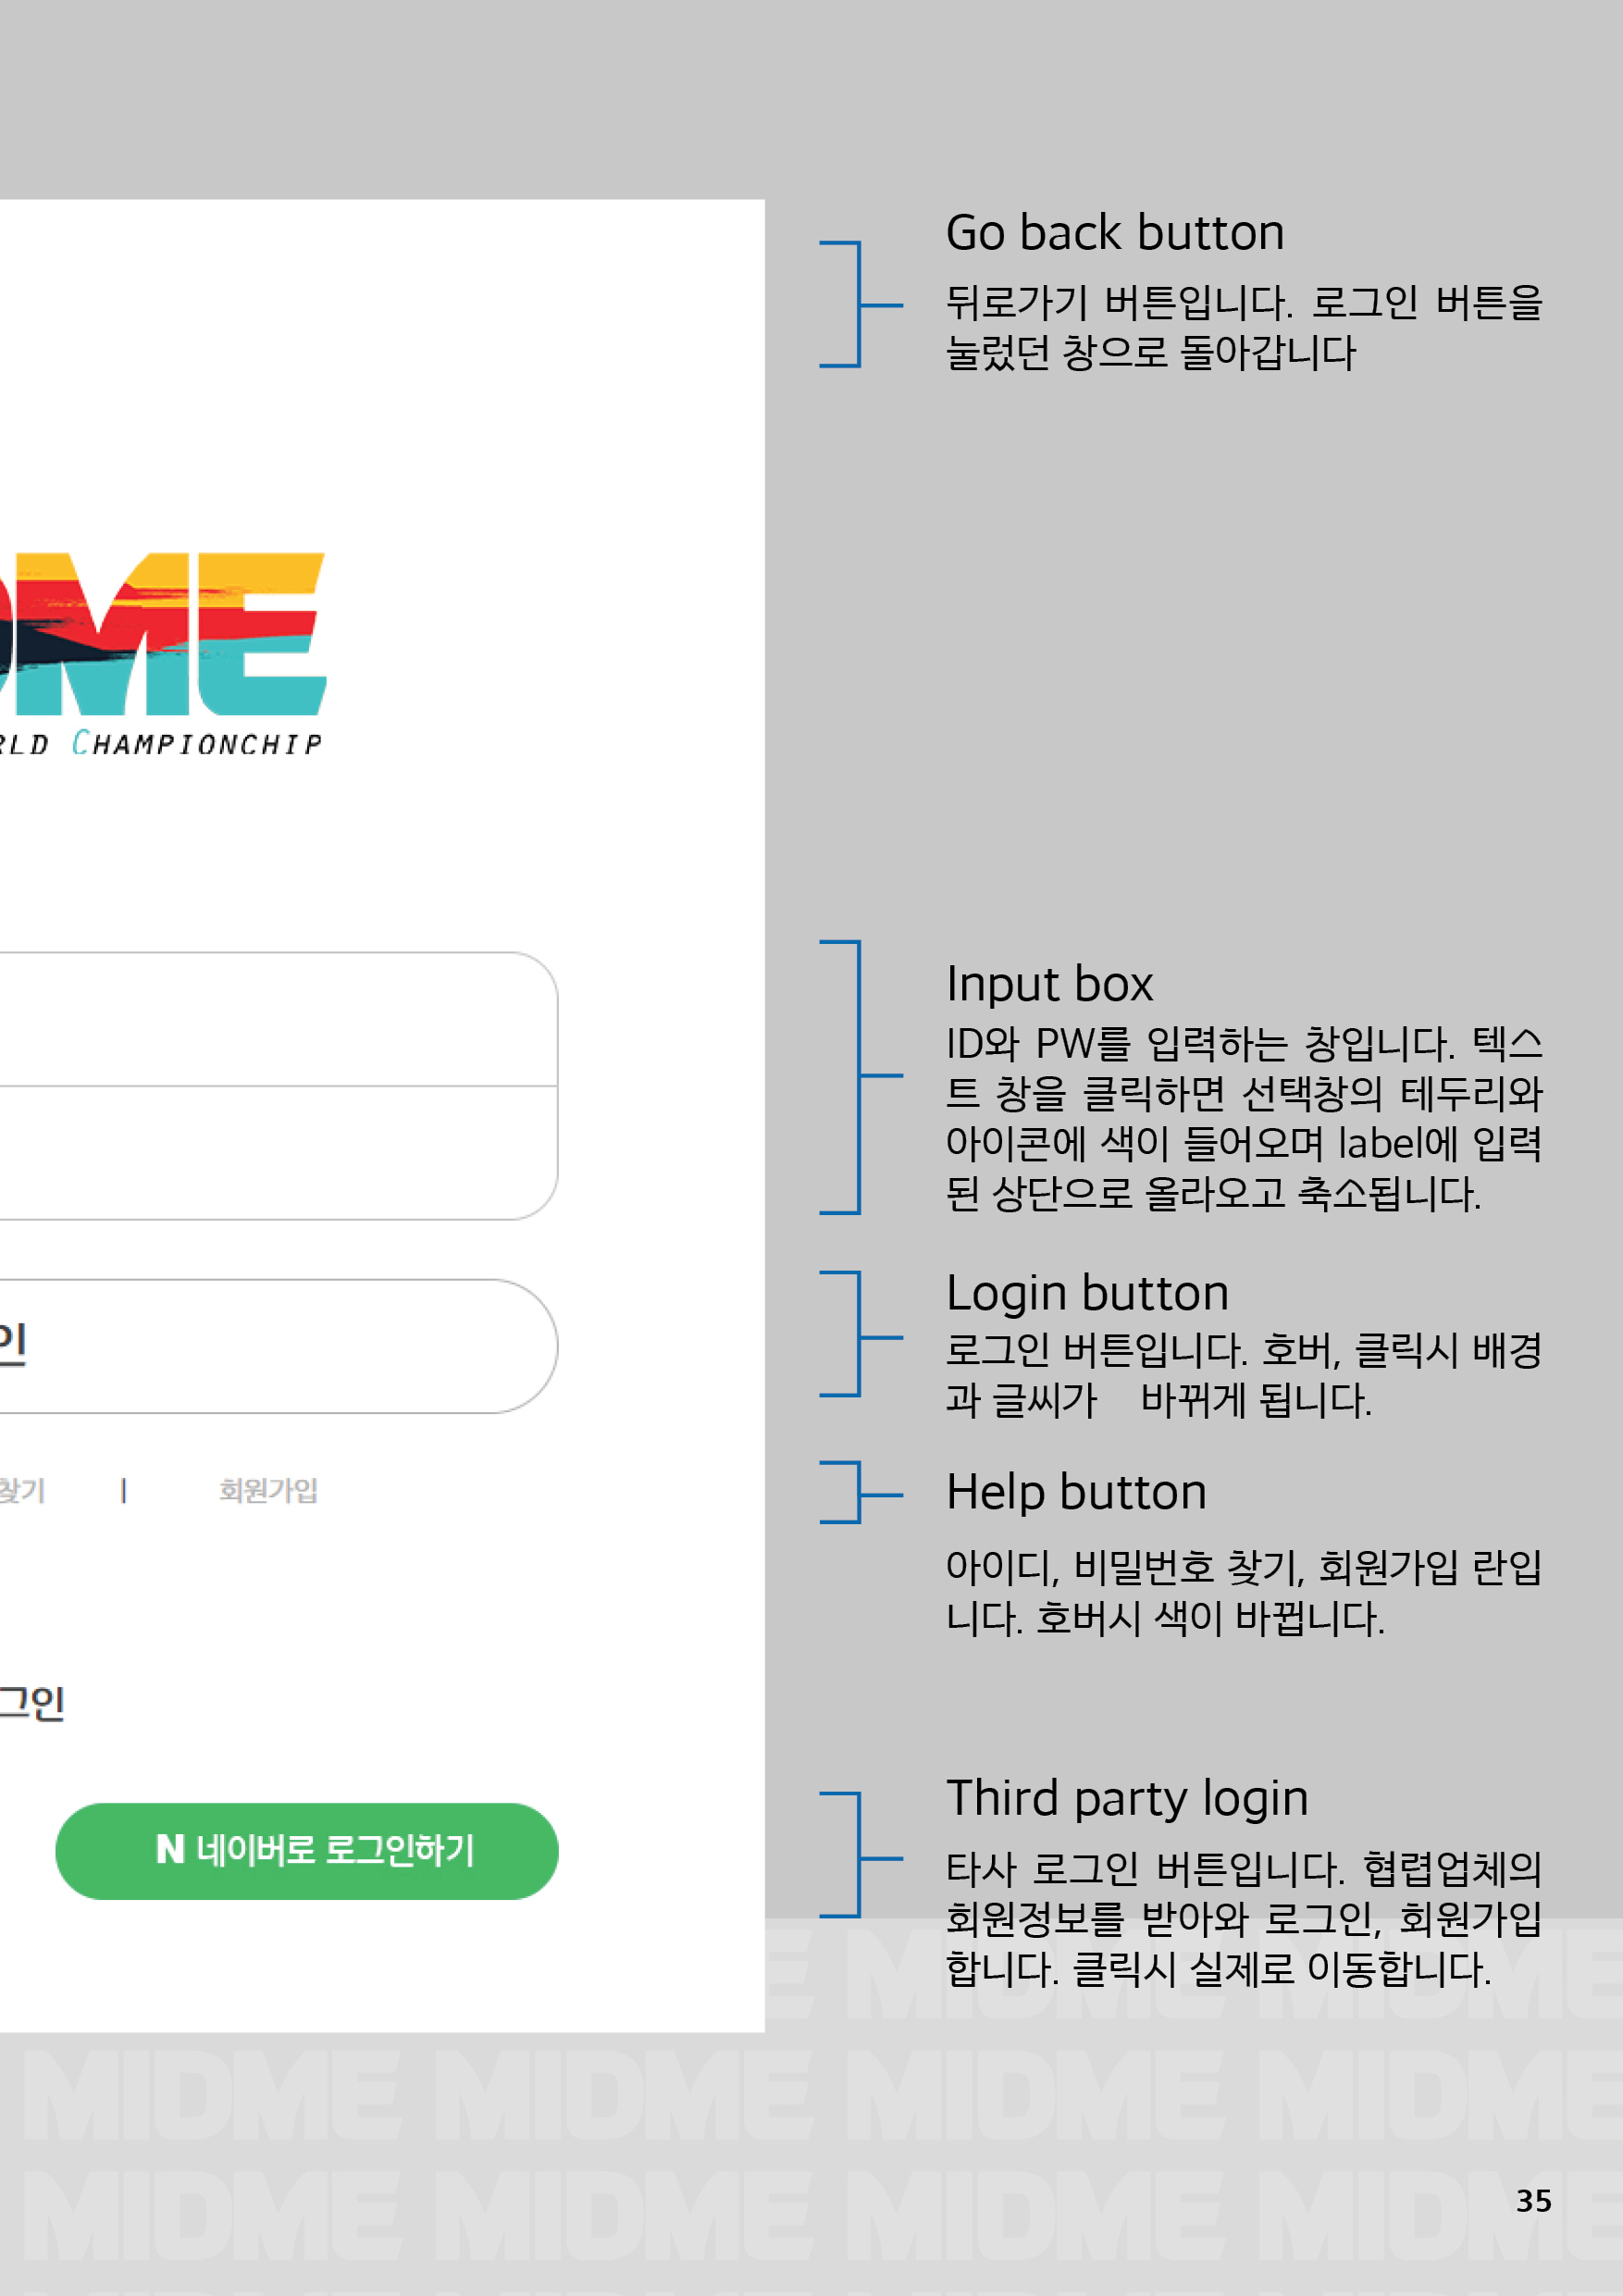 Go back button
뒤로가기 버튼입니다. 로그인 버튼을
눌렀던 창으로 돌아갑니다
DME
RLD CHAMPIONCHIP
Input box
ID와 PW를 입력하는 창입니다. 텍스
트 창을 클릭하면 선택창의 테두리와
아이콘에 색이 들어오며 label에 입력
된 상단으로 올라오고 축소됩니다.
Login button
로그인 버튼입니다. 호버, 클릭시 배경
과 글씨가 바뀌게 됩니다.
인
찾기 | 회원가입
Help button
아이디, 비밀번호 찾기, 회원가입 란입
니다. 호버시 색이 바뀝니다.
그인
Third party login
타사 로그인 버튼입니다. 협렵업체의
회원정보를 받아와 로그인, 회원가입
합니다. 클릭시 실제로 이동합니다.
N 네이버로 로그인하기
E MIDME MIDME
MIDME MIDME MIDME MIDME
MIDME MIDME MIDME MIDME
35